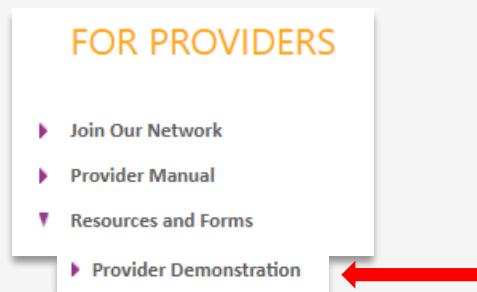 FOR PROVIDERS
Join Our Network
Provider Manual
Resources and Forms
Provider Demonstration